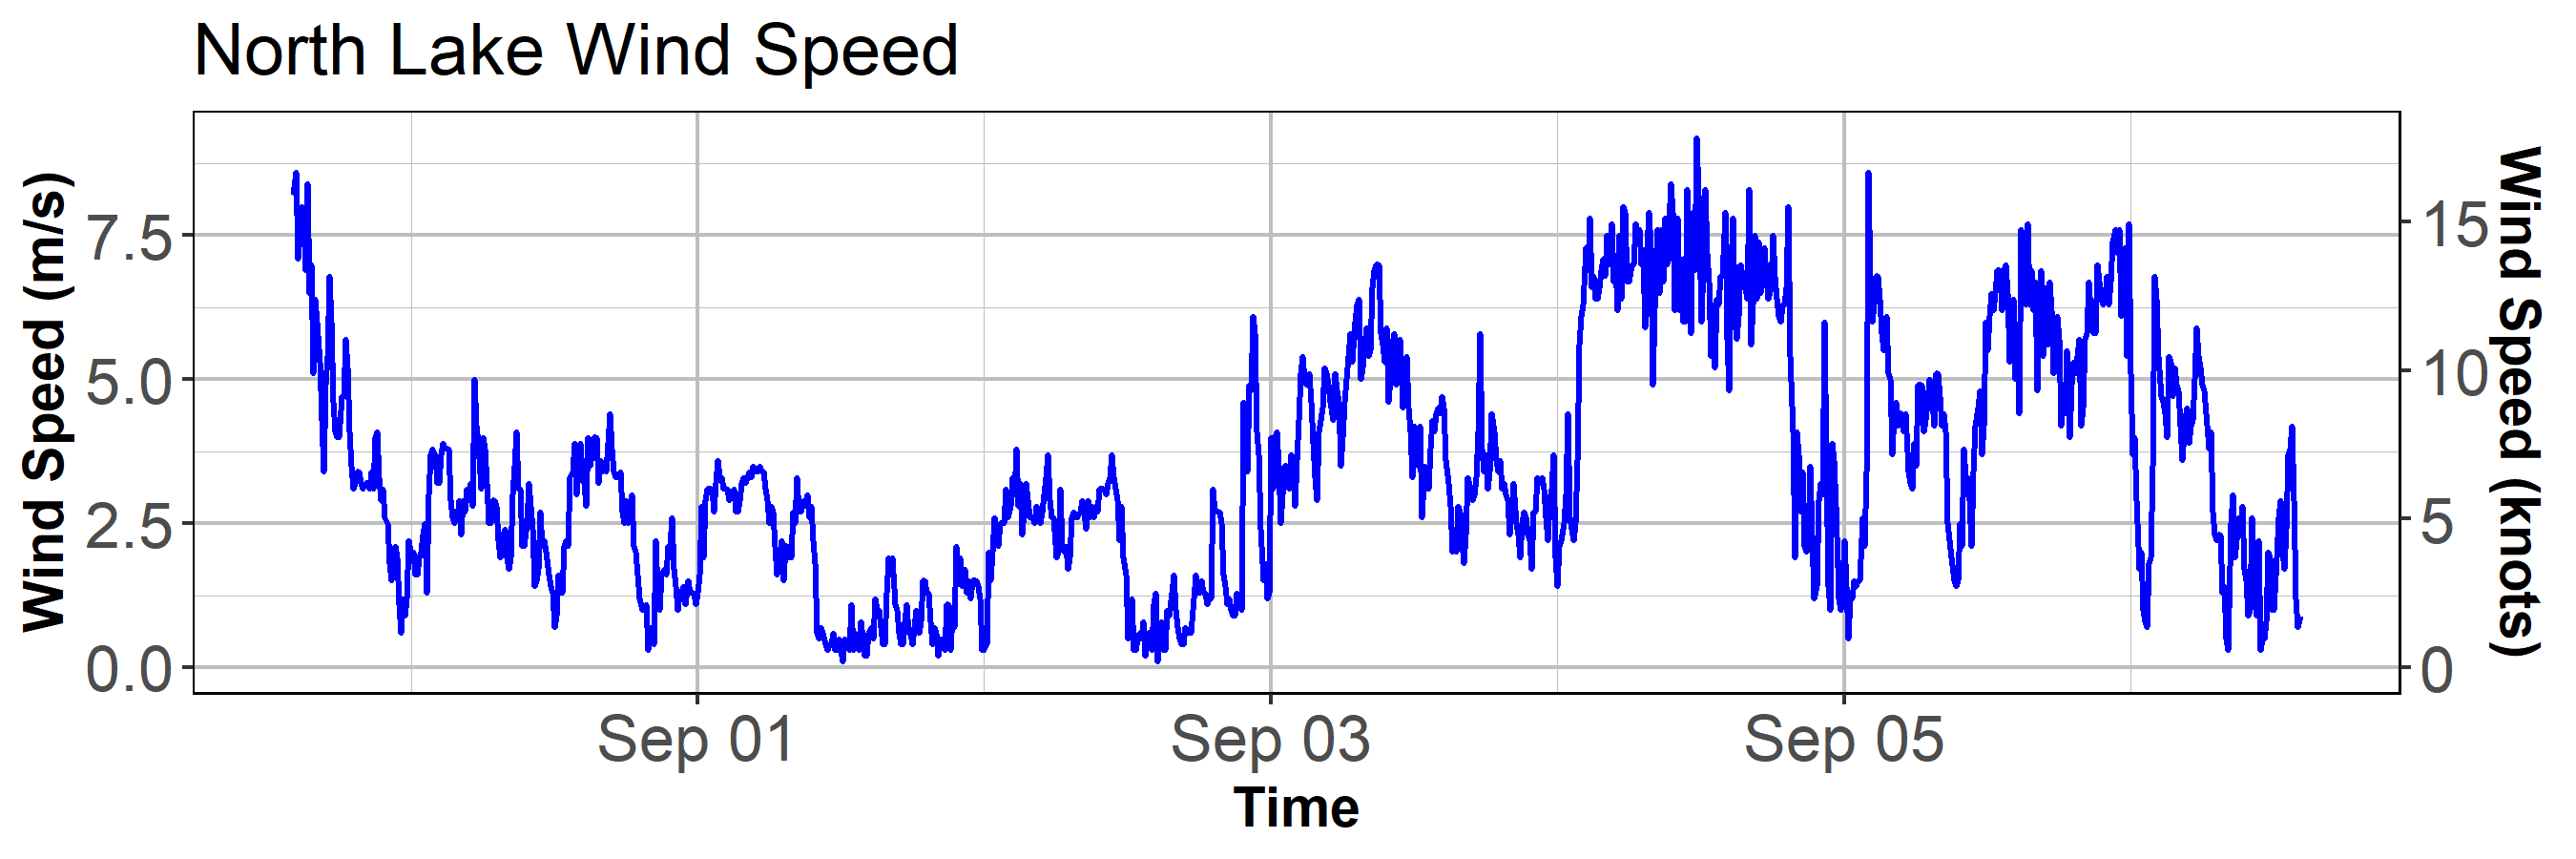 North Lake Wind Speed
Wind Speed (m/s)
7.5
5.0
2.5
0.0
15
10
5
0
Wind Speed (knots)
Sep 01
Sep 03
Sep 05
Time